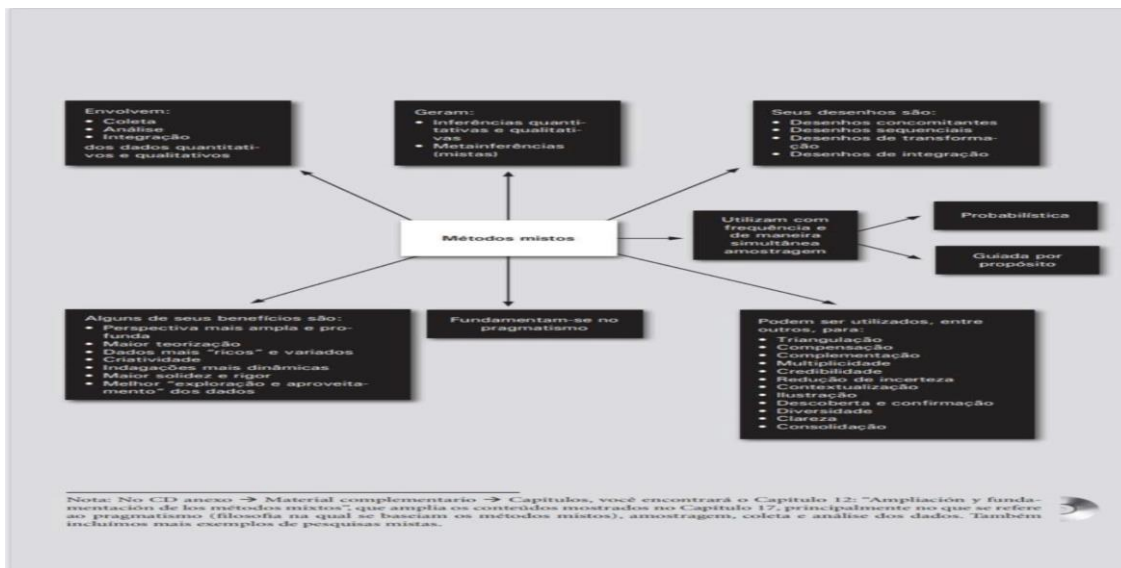 Envolvem:
• Coleta
• Análise
• Integração
dos dados quantitati-
vos e qualitativos
Geram:
• Inferências quanti-
tativas e qualitati-
vas
• Metainferências
(mistas)
Seus desenhos são:
• Desenhos concomitantes
• Desenhos sequenciais
• Desenhos de transforma-
ção
• Desenhos de integração
Métodos mistos
Utilizam com
frequência e
de maneira
simultânea
amostragem
Probabilística
Guiada por
propósito
Alguns de seus benefícios são:
• Perspectiva mais ampla e pro-
funda
• Maior teorização
• Dados mais "ricos" e variados
• Criatividade
• Indagações mais dinâmicas
• Maior solidez e rigor
• Melhor "exploração e aproveita-
mento" dos dados
Fundamentam-se no
pragmatismo
Podem ser utilizados, entre
outros, para:
• Triangulação
• Compensação
• Complementação
• Multiplicidade
• Credibilidade
• Redução de incerteza
• Contextualização
• Ilustração
• Descoberta e confirmação
• Diversidade
• Clareza
• Consolidação
Nota: No CD anexo → Material complementario → Capítulos, você encontrará o Capítulo 12: "Ampliación y funda-
mentación de los métodos mixtos", que amplia os conteúdos mostrados no Capítulo 17, principalmente no que se refere
ao pragmatismo (filosofia na qual se baseiam os métodos mistos), amostragem, coleta e análise dos dados. Também
incluímos mais exemplos de pesquisas mistas.